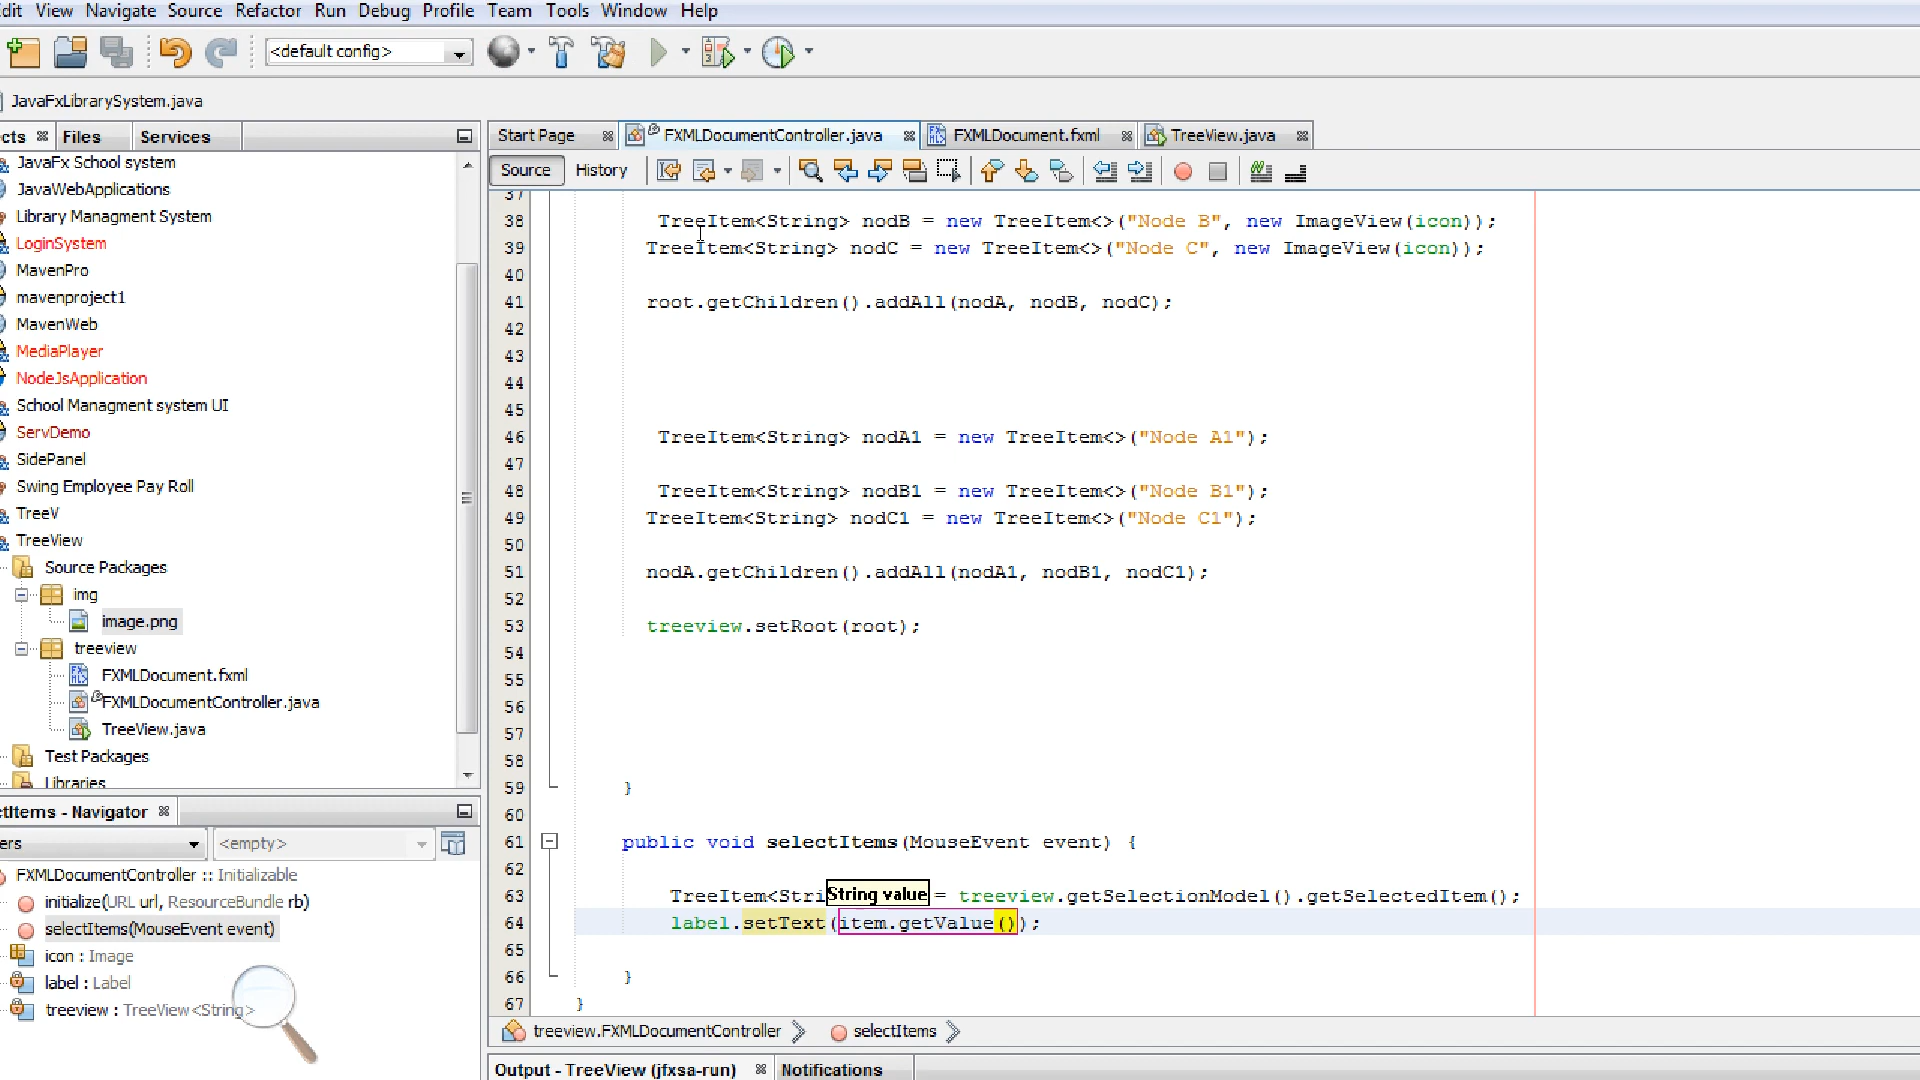 dit View Navigate Source Refactor Run Debug Profile Team Tools Window Help
<default config>
JavaFxLibrarySystem.java
cts Files Services
JavaFx School system
JavaWebApplications
Library Managment System
LoginSystem
MavenPro
mavenproject1
MavenWeb
MediaPlayer
NodeJsApplication
School Managment system UI
ServDemo
SidePanel
Swing Employee Pay Roll
TreeV
TreeView
Source Packages
img
image.png
treeview
FXMLDocument.fxml
FXMLDocumentController.java
TreeView.java
Test Packages
Libraries
ctItems - Navigator
ers <empty>
FXMLDocumentController :: Initializable
initialize(URL url, ResourceBundle rb)
selectItems(MouseEvent event)
icon : Image
label : Label
treeview : TreeView<String>
Start Page FXMLDocumentController.java FXMLDocument.fxml TreeView.java
Source History
37
38 TreeItem<String> nodB = new TreeItem<>("Node B", new ImageView(icon));
39 TreeItem<String> nodC = new TreeItem<>("Node C", new ImageView(icon));
40
41 root.getChildren().addAll(nodA, nodB, nodC);
42
43
44
45
46 TreeItem<String> nodA1 = new TreeItem<>("Node A1");
47
48 TreeItem<String> nodB1 = new TreeItem<>("Node B1");
49 TreeItem<String> nodC1 = new TreeItem<>("Node C1");
50
51 nodA.getChildren().addAll(nodA1, nodB1, nodC1);
52
53 treeview.setRoot(root);
54
55
56
57
58
59 }
60
61 public void selectItems(MouseEvent event) {
62
63 TreeItem<Stri String value = treeview.getSelectionModel().getSelectedItem();
64 label.setText(item.getValue());
65
66 }
67 }
treeview.FXMLDocumentController selectItems
Output - TreeView (jfxsa-run) Notifications